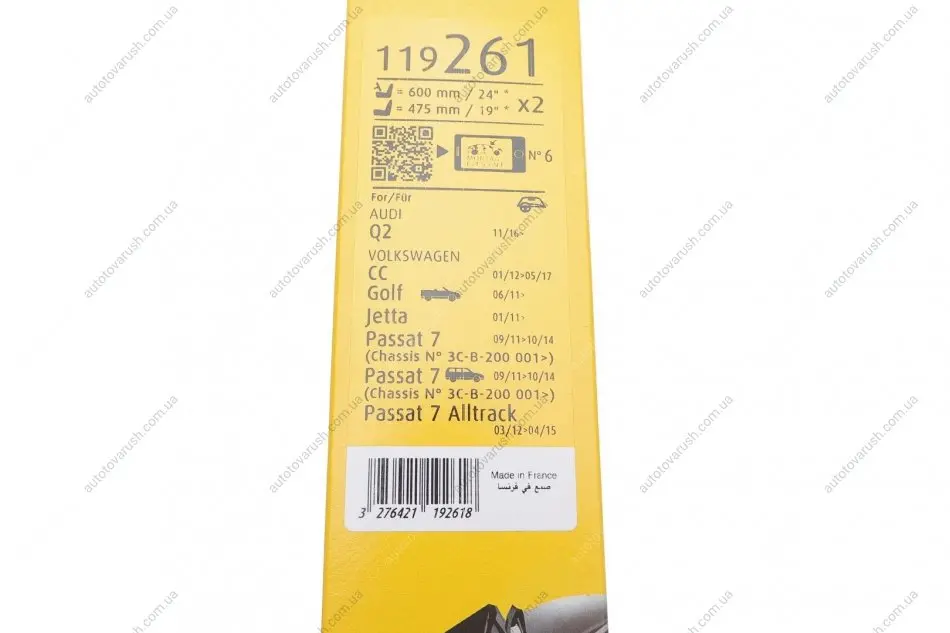 119261
= 600 mm / 24" *
= 475 mm / 19" *
x2
N° 6
For/Für
AUDI
Q2 11/16>
VOLKSWAGEN
CC 01/12>05/17
Golf 06/11>
Jetta 01/11>
Passat 7 09/11>10/14
(Chassis N° 3C-B-200 001>)
Passat 7 09/11>10/14
(Chassis N° 3C-B-200 001>)
Passat 7 Alltrack
03/12>04/15
Made in France
صنع في فرنسا
3 276421 192618
autotovarush.com.ua